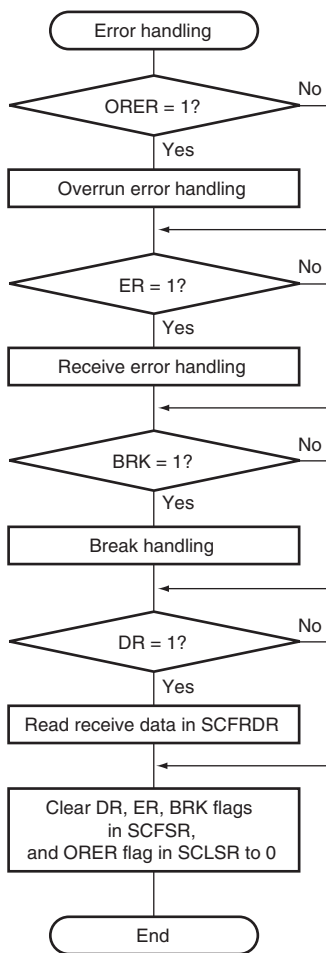 Error handling
No
ORER = 1?
Yes
Overrun error handling
No
ER = 1?
Yes
Receive error handling
No
BRK = 1?
Yes
Break handling
No
DR = 1?
Yes
Read receive data in SCFRDR
Clear DR, ER, BRK flags
in SCFSR,
and ORER flag in SCLSR to 0
End